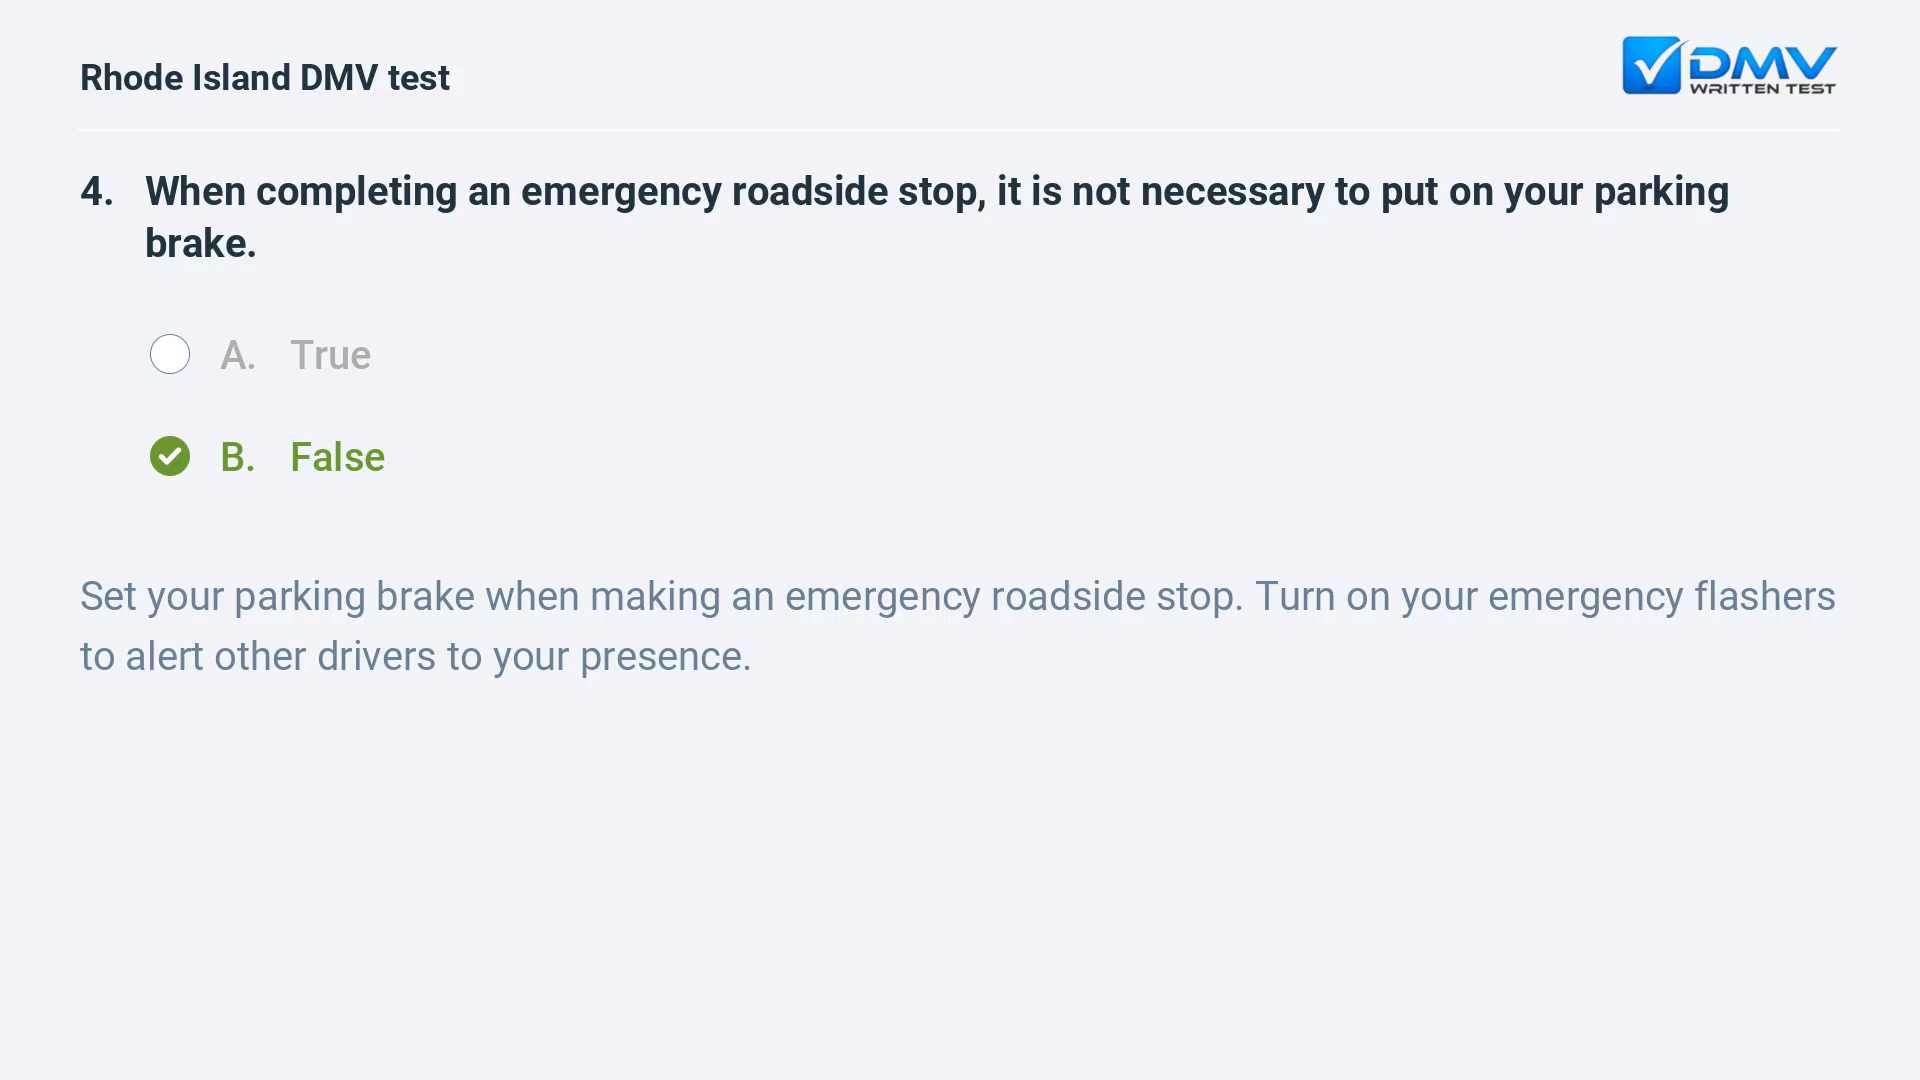 Rhode Island DMV test
DMV
WRITTEN TEST
4. When completing an emergency roadside stop, it is not necessary to put on your parking
brake.
A. True
B. False
Set your parking brake when making an emergency roadside stop. Turn on your emergency flashers
to alert other drivers to your presence.